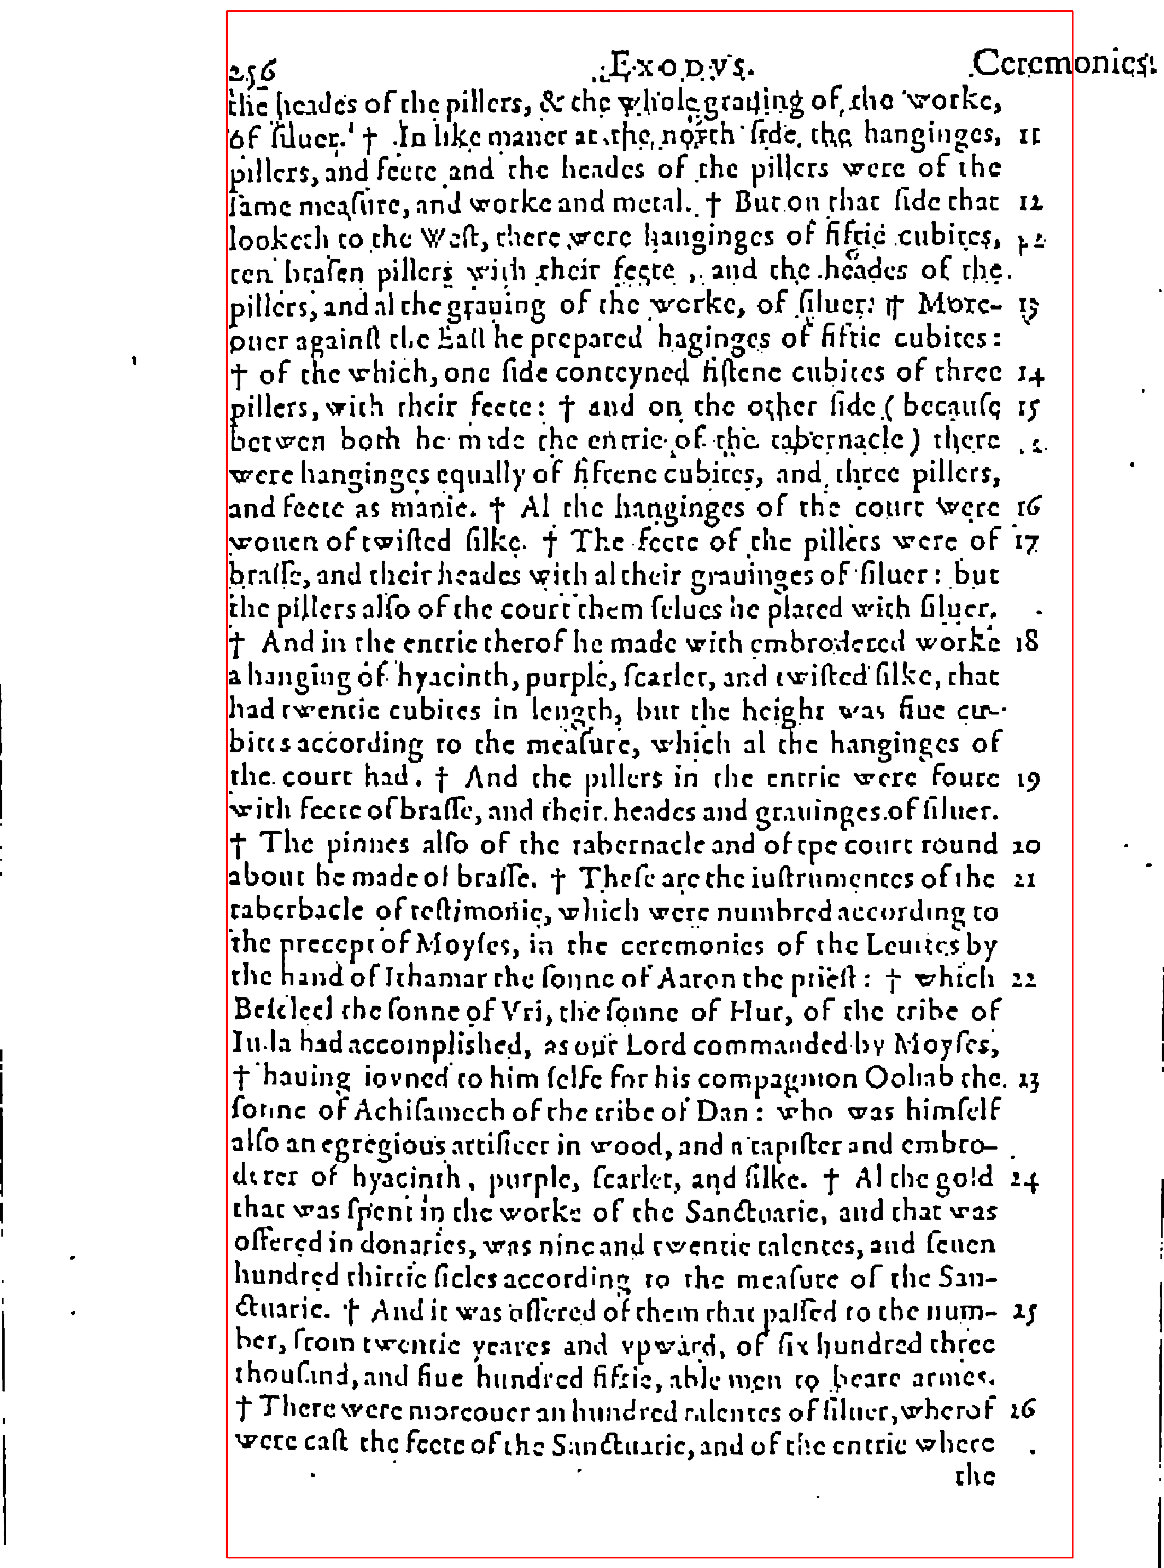 256 EXODVS. Ceremonies.
the heades of the pillers, & the whole grauing of the worke,
of siluer. † In like maner at the north side the hanginges, 11
pillers, and feete and the heades of the pillers were of the
same measure, and worke and metal. † But on that side that 12
looketh to the West, there were hanginges of fiftie cubites,
ten brasen pillers with their feete, and the heades of the
pillers, and al the grauing of the worke, of siluer: † More- 13
ouer against the East he prepared haginges of fiftie cubites:
† of the which, one side conteyned fiftene cubites of three 14
pillers, with their feete: † and on the other side (because 15
betwen both he made the entrie of the tabernacle) there
were hanginges equally of fiftene cubites, and three pillers,
and feete as manie. † Al the hanginges of the court were 16
wouen of twisted silke. † The feete of the pillers were of 17
brasse, and their heades with al their grauinges of siluer: but
the pillers also of the court them selues he plated with siluer.
† And in the entrie therof he made with embrodered worke 18
a hanging of hyacinth, purple, scarlet, and twisted silke, that
had twentie cubites in length, but the height was fiue cu-
bites according to the measure, which al the hanginges of
the court had. † And the pillers in the entrie were foure 19
with feete of brasse, and their heades and grauinges of siluer.
† The pinnes also of the tabernacle and of tpe court round 20
about he made of brasse. † These are the iustrumentes of the 21
taberbacle of testimonie, which were numbred according to
the precept of Moyses, in the ceremonies of the Leuites by
the hand of Ithamar the sonne of Aaron the priest: † which 22
Beseleel the sonne of Vri, the sonne of Hur, of the tribe of
Iuda had accomplished, as our Lord commanded by Moyses,
† hauing ioyned to him selfe for his compagnion Ooliab the 23
sonne of Achisamech of the tribe of Dan: who was himself
also an egregious artificer in wood, and a tapister and embro-
derer of hyacinth, purple, scarlet, and silke. † Al the gold 24
that was spent in the worke of the Sanctuarie, and that was
offered in donaries, was nine and twentie talentes, and seuen
hundred thirtie sicles according to the measure of the San-
ctuarie. † And it was offered of them that passed to the num- 25
ber, from twentie yeares and vpward, of six hundred three
thousand, and fiue hundred fiftie, able men to beare armes.
† There were moreouer an hundred talentes of siluer, wherof 26
were cast the feete of the Sanctuarie, and of the entrie where
the